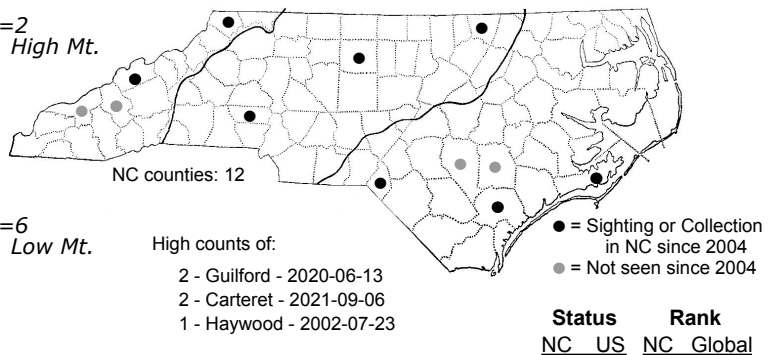 =2
High Mt.
NC counties: 12
=6
Low Mt.
High counts of:
2 - Guilford - 2020-06-13
2 - Carteret - 2021-09-06
1 - Haywood - 2002-07-23
= Sighting or Collection
in NC since 2004
= Not seen since 2004
Status Rank
NC US NC Global